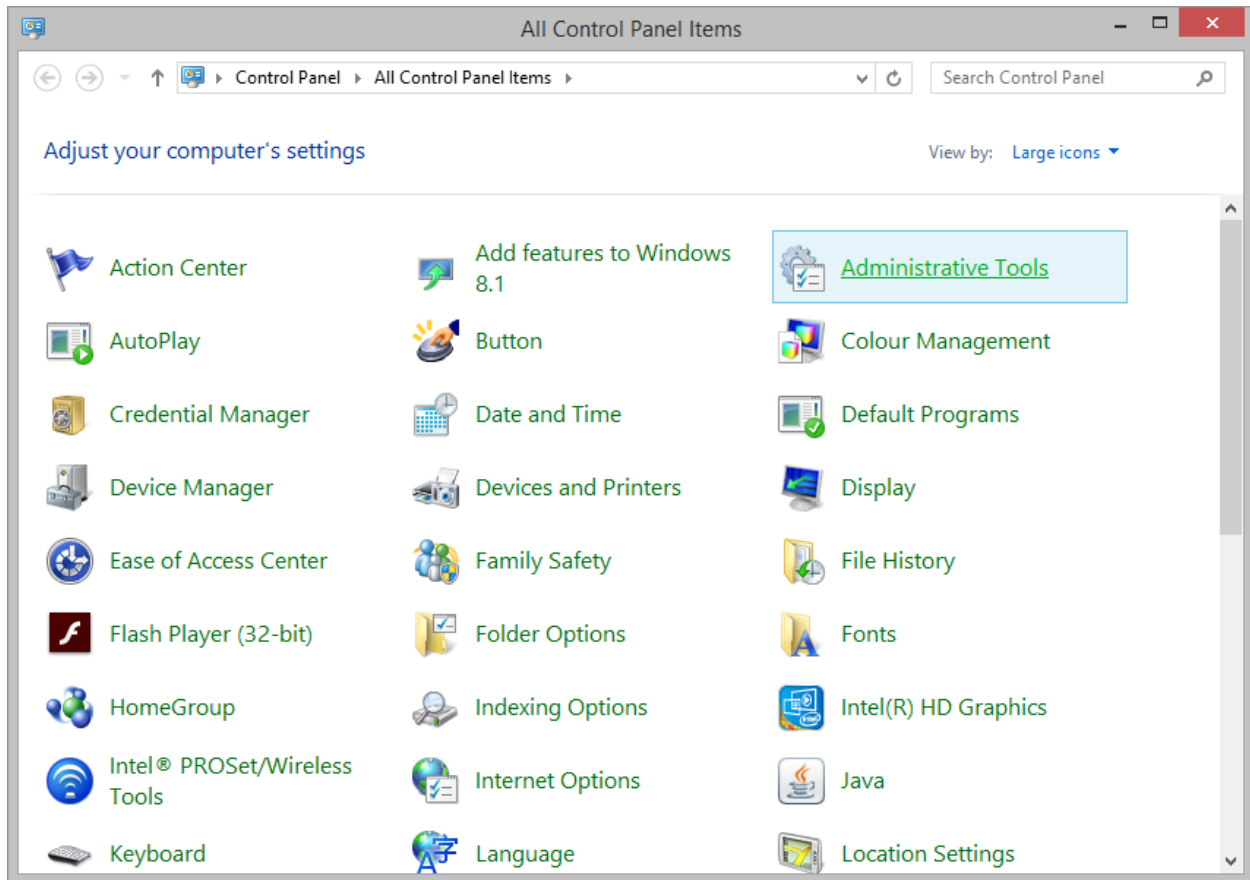 All Control Panel Items
Control Panel All Control Panel Items Search Control Panel
Adjust your computer's settings View by: Large icons
Action Center
Add features to Windows
8.1
Administrative Tools
AutoPlay
Button
Colour Management
Credential Manager
Date and Time
Default Programs
Device Manager
Devices and Printers
Display
Ease of Access Center
Family Safety
File History
Flash Player (32-bit)
Folder Options
Fonts
HomeGroup
Indexing Options
Intel(R) HD Graphics
Intel® PROSet/Wireless
Tools
Internet Options
Java
Keyboard
Language
Location Settings